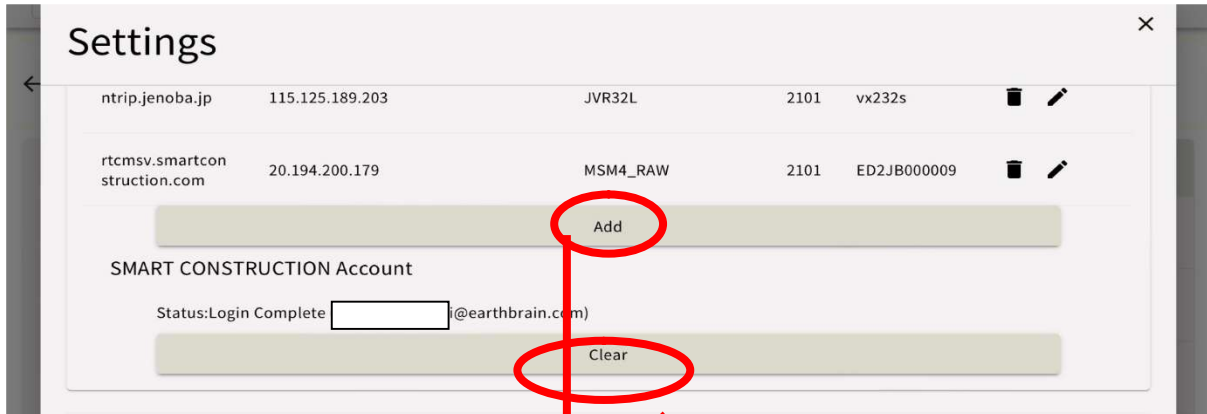 Settings
ntrip.jenoba.jp 115.125.189.203 JVR32L 2101 vx232s
rtcmsv.smartcon
struction.com 20.194.200.179 MSM4_RAW 2101 ED2JB000009
Add
SMART CONSTRUCTION Account
Status:Login Complete i@earthbrain.com)
Clear